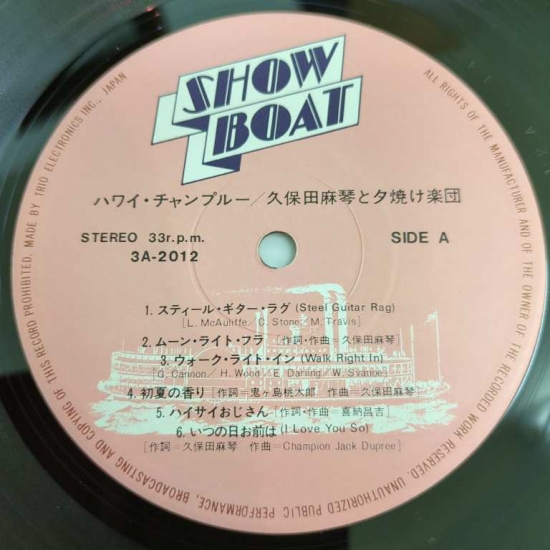 SHOW
BOAT
ハワイ・チャンプルー／久保田麻琴と夕焼け楽団
STEREO 33r.p.m.
SIDE A
3A-2012
1. スティール・ギター・ラグ (Steel Guitar Rag)
[L. McAuliffe／C. Stone／M. Travis]
2. ムーン・ライト・フラ [作詞・作曲＝久保田麻琴]
3. ウォーク・ライト・イン (Walk Right In)
[G. Cannon／H. Wood／E. Darling／W. Svanoe]
4. 初夏の香り [作詞＝鬼ヶ島桃太郎 作曲＝久保田麻琴]
5. ハイサイおじさん [作詞・作曲＝喜納昌吉]
6. いつの日お前は (I Love You So)
[作詞＝久保田麻琴 作曲＝Champion Jack Dupree]
ALL RIGHTS OF THE MANUFACTURER AND OF THE OWNER OF THE RECORDED WORK RESERVED. UNAUTHORIZED PUBLIC PERFORMANCE, BROADCASTING AND COPYING OF THIS RECORD PROHIBITED. MADE BY TRIO ELECTRONICS INC., JAPAN